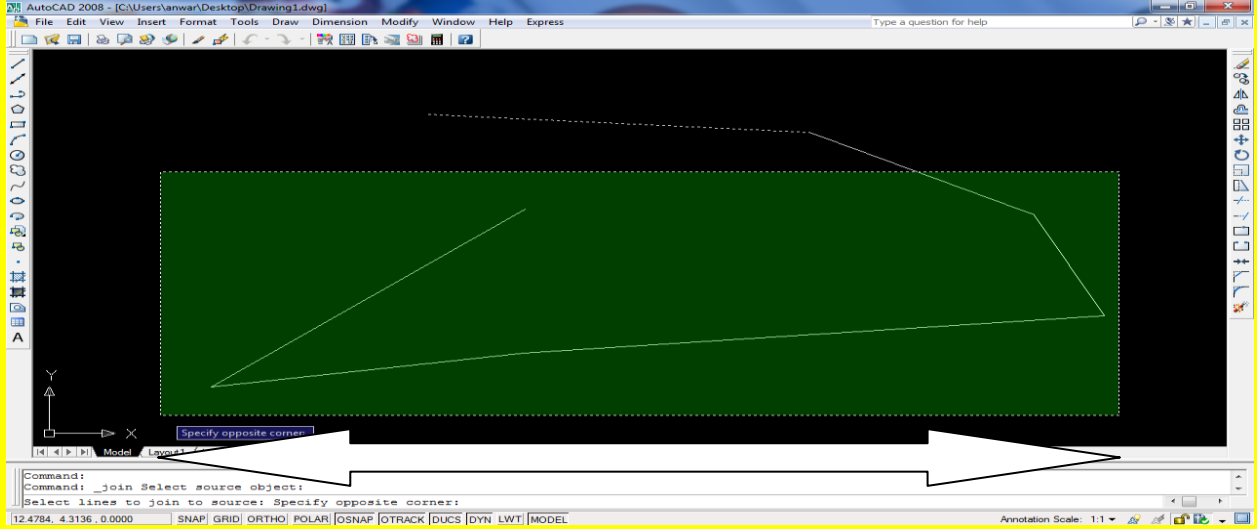 AutoCAD 2008 - [C:\Users\anwar\Desktop\Drawing1.dwg]
File Edit View Insert Format Tools Draw Dimension Modify Window Help Express Type a question for help
A
Y
X
Specify opposite corner:
Model Layout1
Command:
Command: _join Select source object:
Select lines to join to source: Specify opposite corner:
12.4784, 4.3136 , 0.0000 SNAP GRID ORTHO POLAR OSNAP OTRACK DUCS DYN LWT MODEL Annotation Scale: 1:1